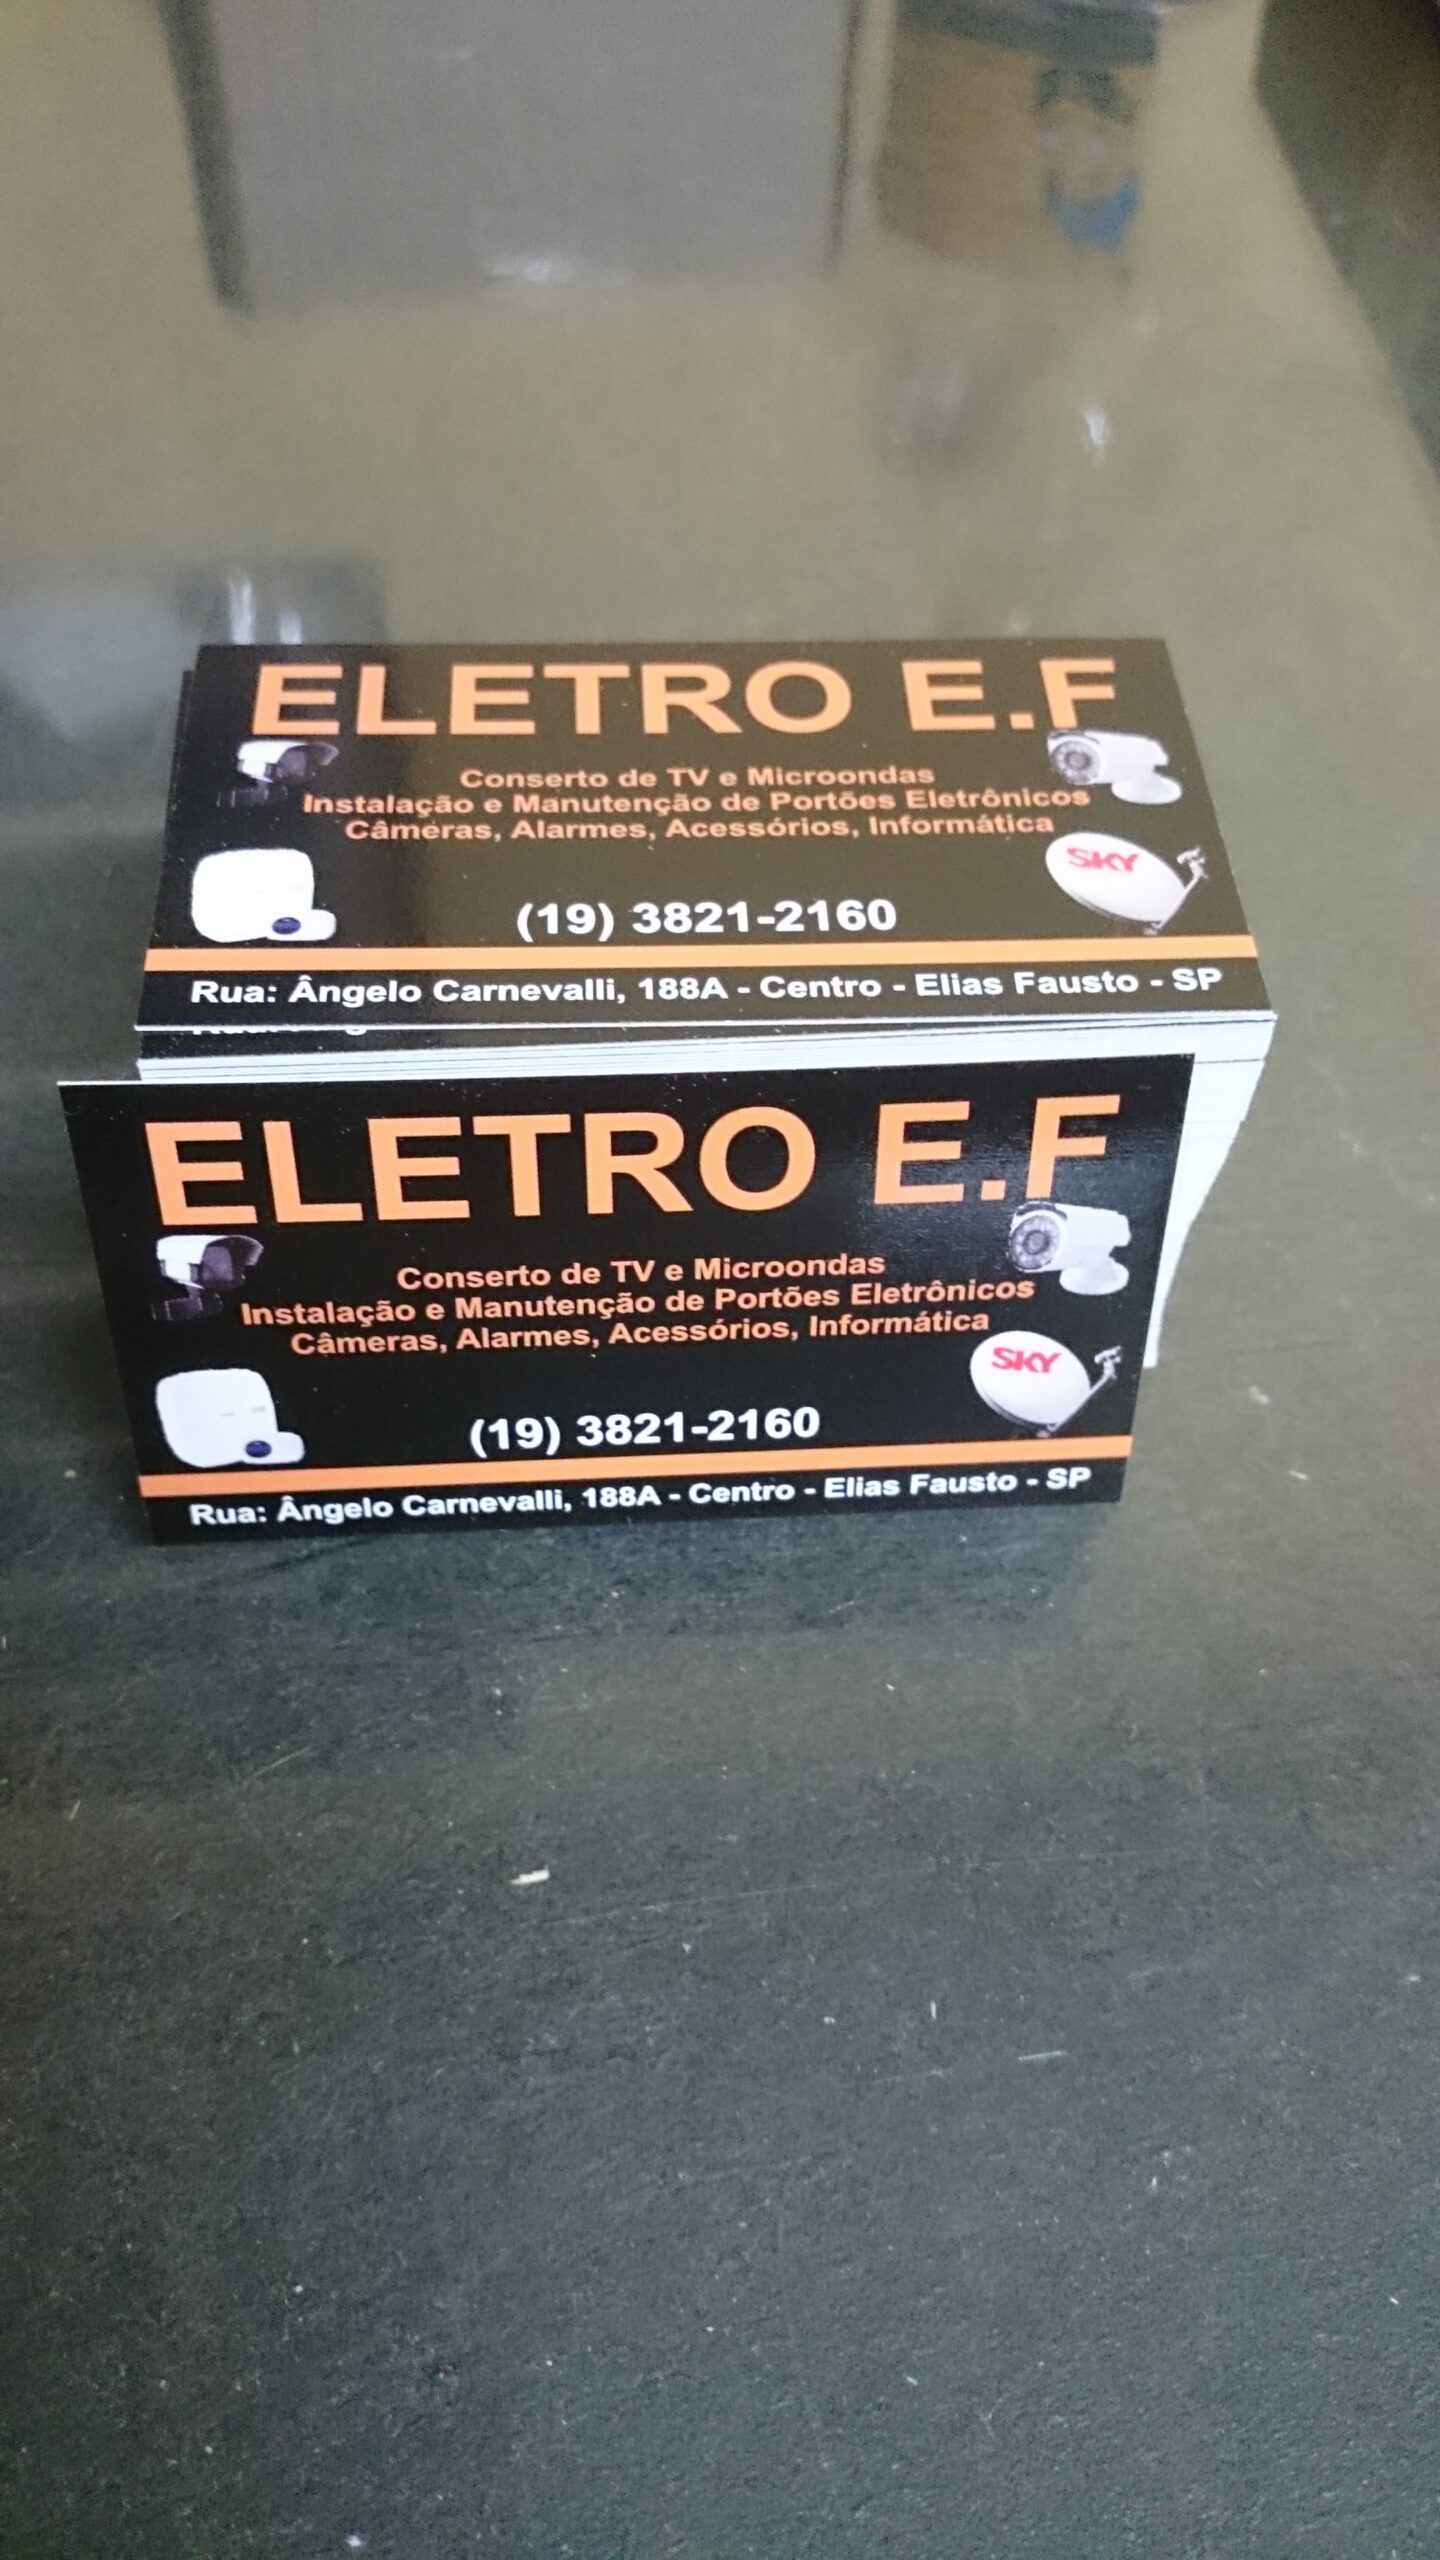 ELETRO E.F
Conserto de TV e Microondas
Instalação e Manutenção de Portões Eletrônicos
Câmeras, Alarmes, Acessórios, Informática
SKY
(19) 3821-2160
Rua: Ângelo Carnevalli, 188A - Centro - Elias Fausto - SP
ELETRO E.F
Conserto de TV e Microondas
Instalação e Manutenção de Portões Eletrônicos
Câmeras, Alarmes, Acessórios, Informática
SKY
(19) 3821-2160
Rua: Ângelo Carnevalli, 188A - Centro - Elias Fausto - SP